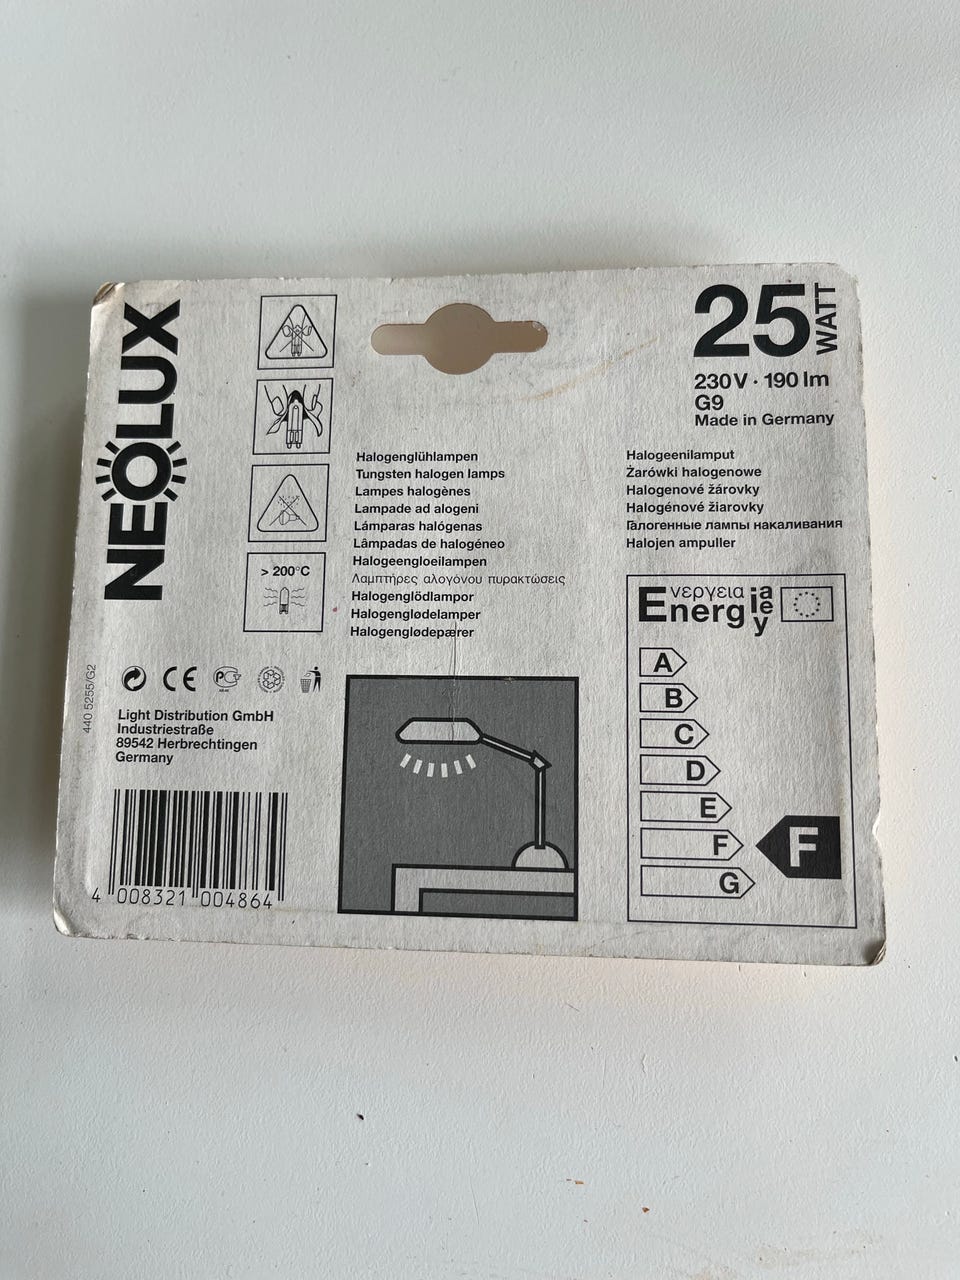 NEOLUX
25
WATT
230 V · 190 lm
G9
Made in Germany
> 200°C
Halogenglühlampen
Tungsten halogen lamps
Lampes halogènes
Lampade ad alogeni
Lámparas halógenas
Lâmpadas de halogéneo
Halogeengloeilampen
Λαμπτήρες αλογόνου πυρακτώσεις
Halogenglödlampor
Halogenglødelamper
Halogenglødepærer
Halogeenilamput
Żarówki halogenowe
Halogenové žárovky
Halogénové žiarovky
Галогенные лампы накаливания
Halojen ampuller
440 5255/G2
CE
Light Distribution GmbH
Industriestraße
89542 Herbrechtingen
Germany
4 008321 004864
Energ
νεργεια
ia
ie
y
A
B
C
D
E
F
G
F